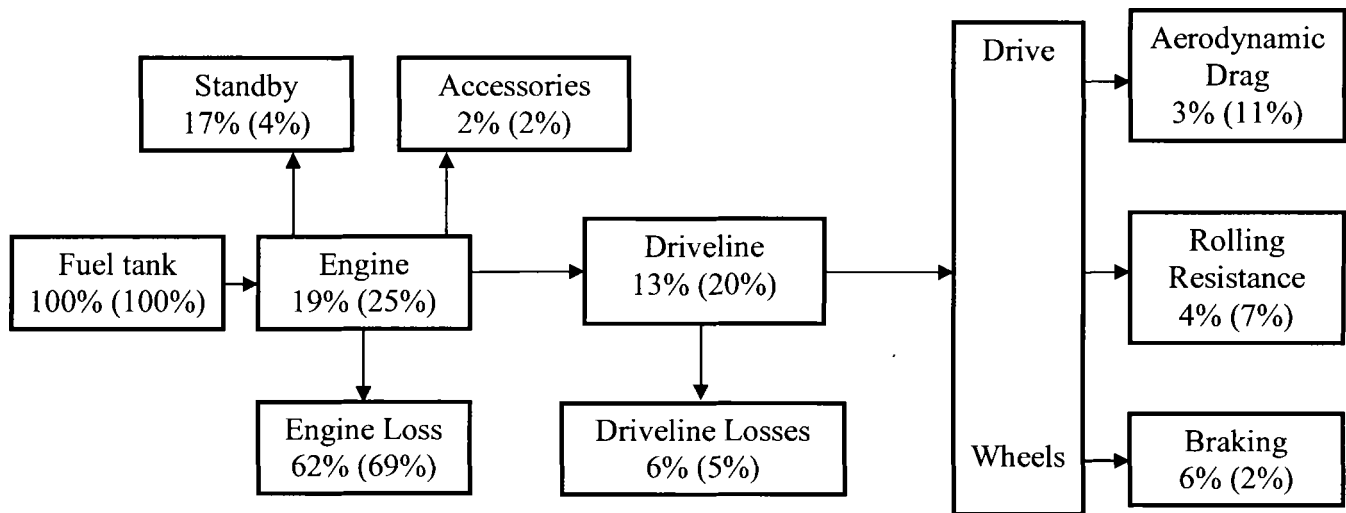 Standby
17% (4%)
Accessories
2% (2%)
Fuel tank
100% (100%)
Engine
19% (25%)
Driveline
13% (20%)
Engine Loss
62% (69%)
Driveline Losses
6% (5%)
Drive
Wheels
Aerodynamic
Drag
3% (11%)
Rolling
Resistance
4% (7%)
Braking
6% (2%)